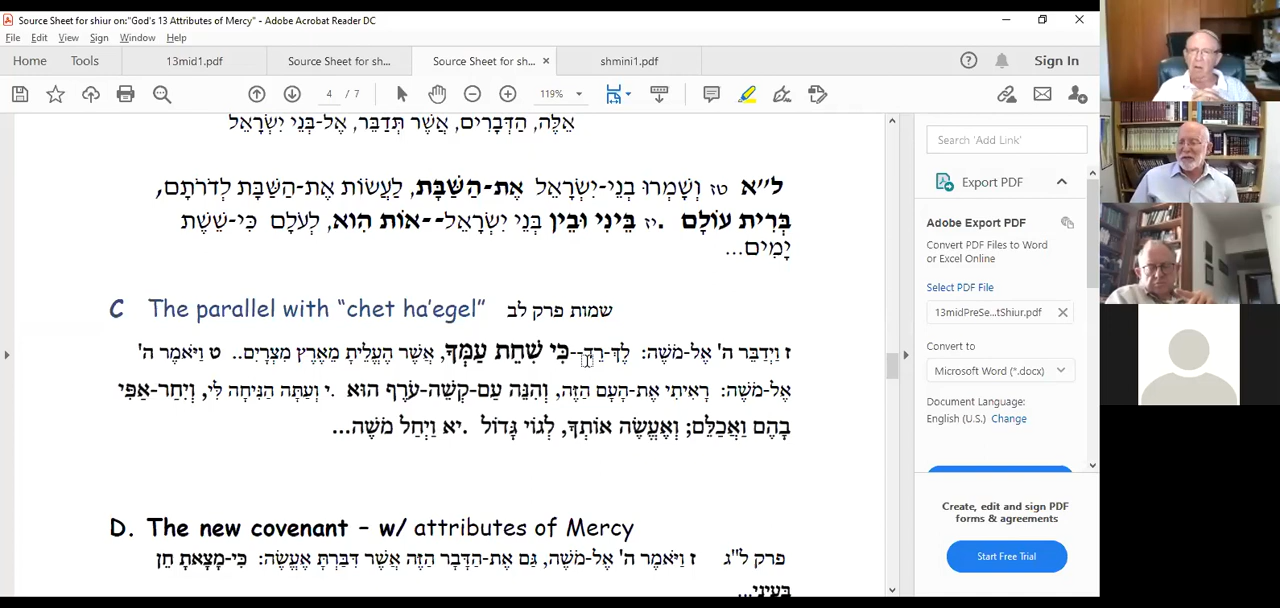 Source Sheet for shiur on:"God's 13 Attributes of Mercy" - Adobe Acrobat Reader DC
File Edit View Sign Window Help
Home Tools 13mid1.pdf Source Sheet for sh... Source Sheet for sh... × shmini1.pdf Sign In
4 / 7 119%
אֵלֶּה, הַדְּבָרִים, אֲשֶׁר תְּדַבֵּר, אֶל-בְּנֵי יִשְׂרָאֵל
ל"א טז וְשָׁמְרוּ בְנֵי-יִשְׂרָאֵל אֶת-הַשַּׁבָּת, לַעֲשׂוֹת אֶת-הַשַּׁבָּת לְדֹרֹתָם,
בְּרִית עוֹלָם. יז בֵּינִי וּבֵין בְּנֵי יִשְׂרָאֵל--אוֹת הִוא, לְעֹלָם כִּי-שֵׁשֶׁת
יָמִים...
C The parallel with "chet ha'egel" שמות פרק לב
ז וַיְדַבֵּר ה' אֶל-מֹשֶׁה: לֶךְ-רֵד--כִּי שִׁחֵת עַמְּךָ, אֲשֶׁר הֶעֱלֵיתָ מֵאֶרֶץ מִצְרָיִם.. ט וַיֹּאמֶר ה'
אֶל-מֹשֶׁה: רָאִיתִי אֶת-הָעָם הַזֶּה, וְהִנֵּה עַם-קְשֵׁה-עֹרֶף הוּא. י וְעַתָּה הַנִּיחָה לִּי, וְיִחַר-אַפִּי
בָהֶם וַאֲכַלֵּם; וְאֶעֱשֶׂה אוֹתְךָ, לְגוֹי גָּדוֹל. יא וַיְחַל מֹשֶׁה...
D. The new covenant – w/ attributes of Mercy
פרק ל"ג ז וַיֹּאמֶר ה' אֶל-מֹשֶׁה, גַּם אֶת-הַדָּבָר הַזֶּה אֲשֶׁר דִּבַּרְתָּ אֶעֱשֶׂה: כִּי-מָצָאתָ חֵן
בְּעֵינַי...
Search 'Add Link'
Export PDF
Adobe Export PDF
Convert PDF Files to Word
or Excel Online
Select PDF File
13midPreSe...tShiur.pdf ×
Convert to
Microsoft Word (*.docx)
Document Language:
English (U.S.) Change
Create, edit and sign PDF
forms & agreements
Start Free Trial